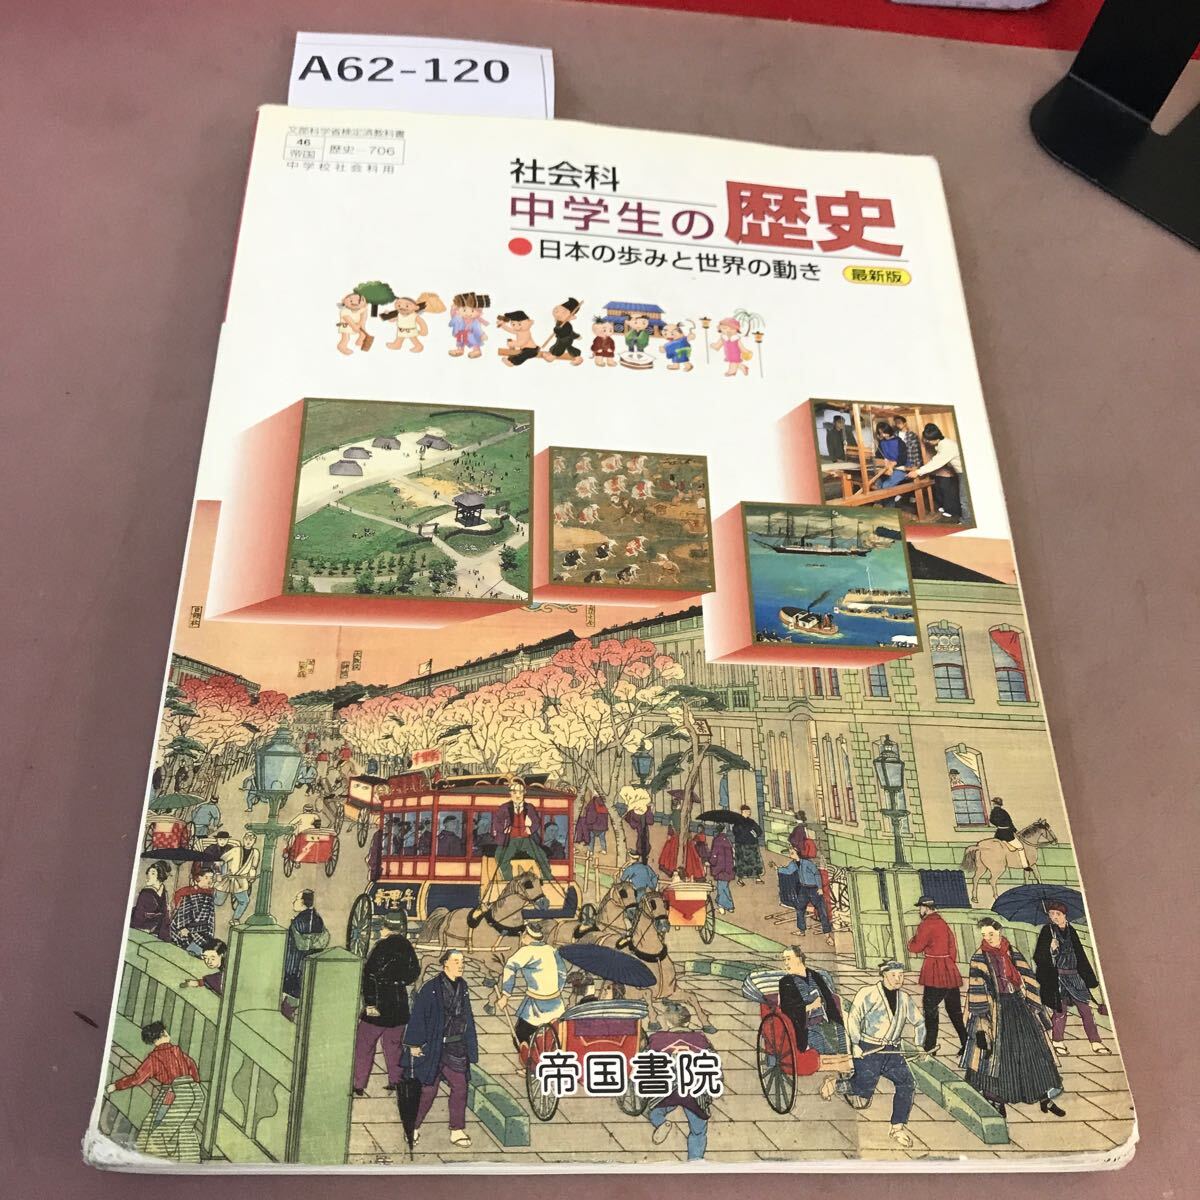 A62-120
文部科学省検定済教科書
46
帝国
歴史-706
中学校社会科用
社会科
中学生の歴史
●日本の歩みと世界の動き
最新版
帝国書院